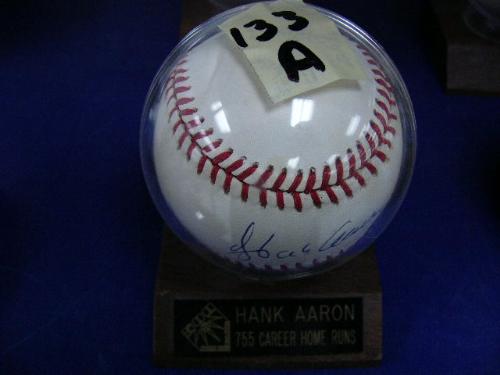 133
A
HANK AARON
755 CAREER HOME RUNS